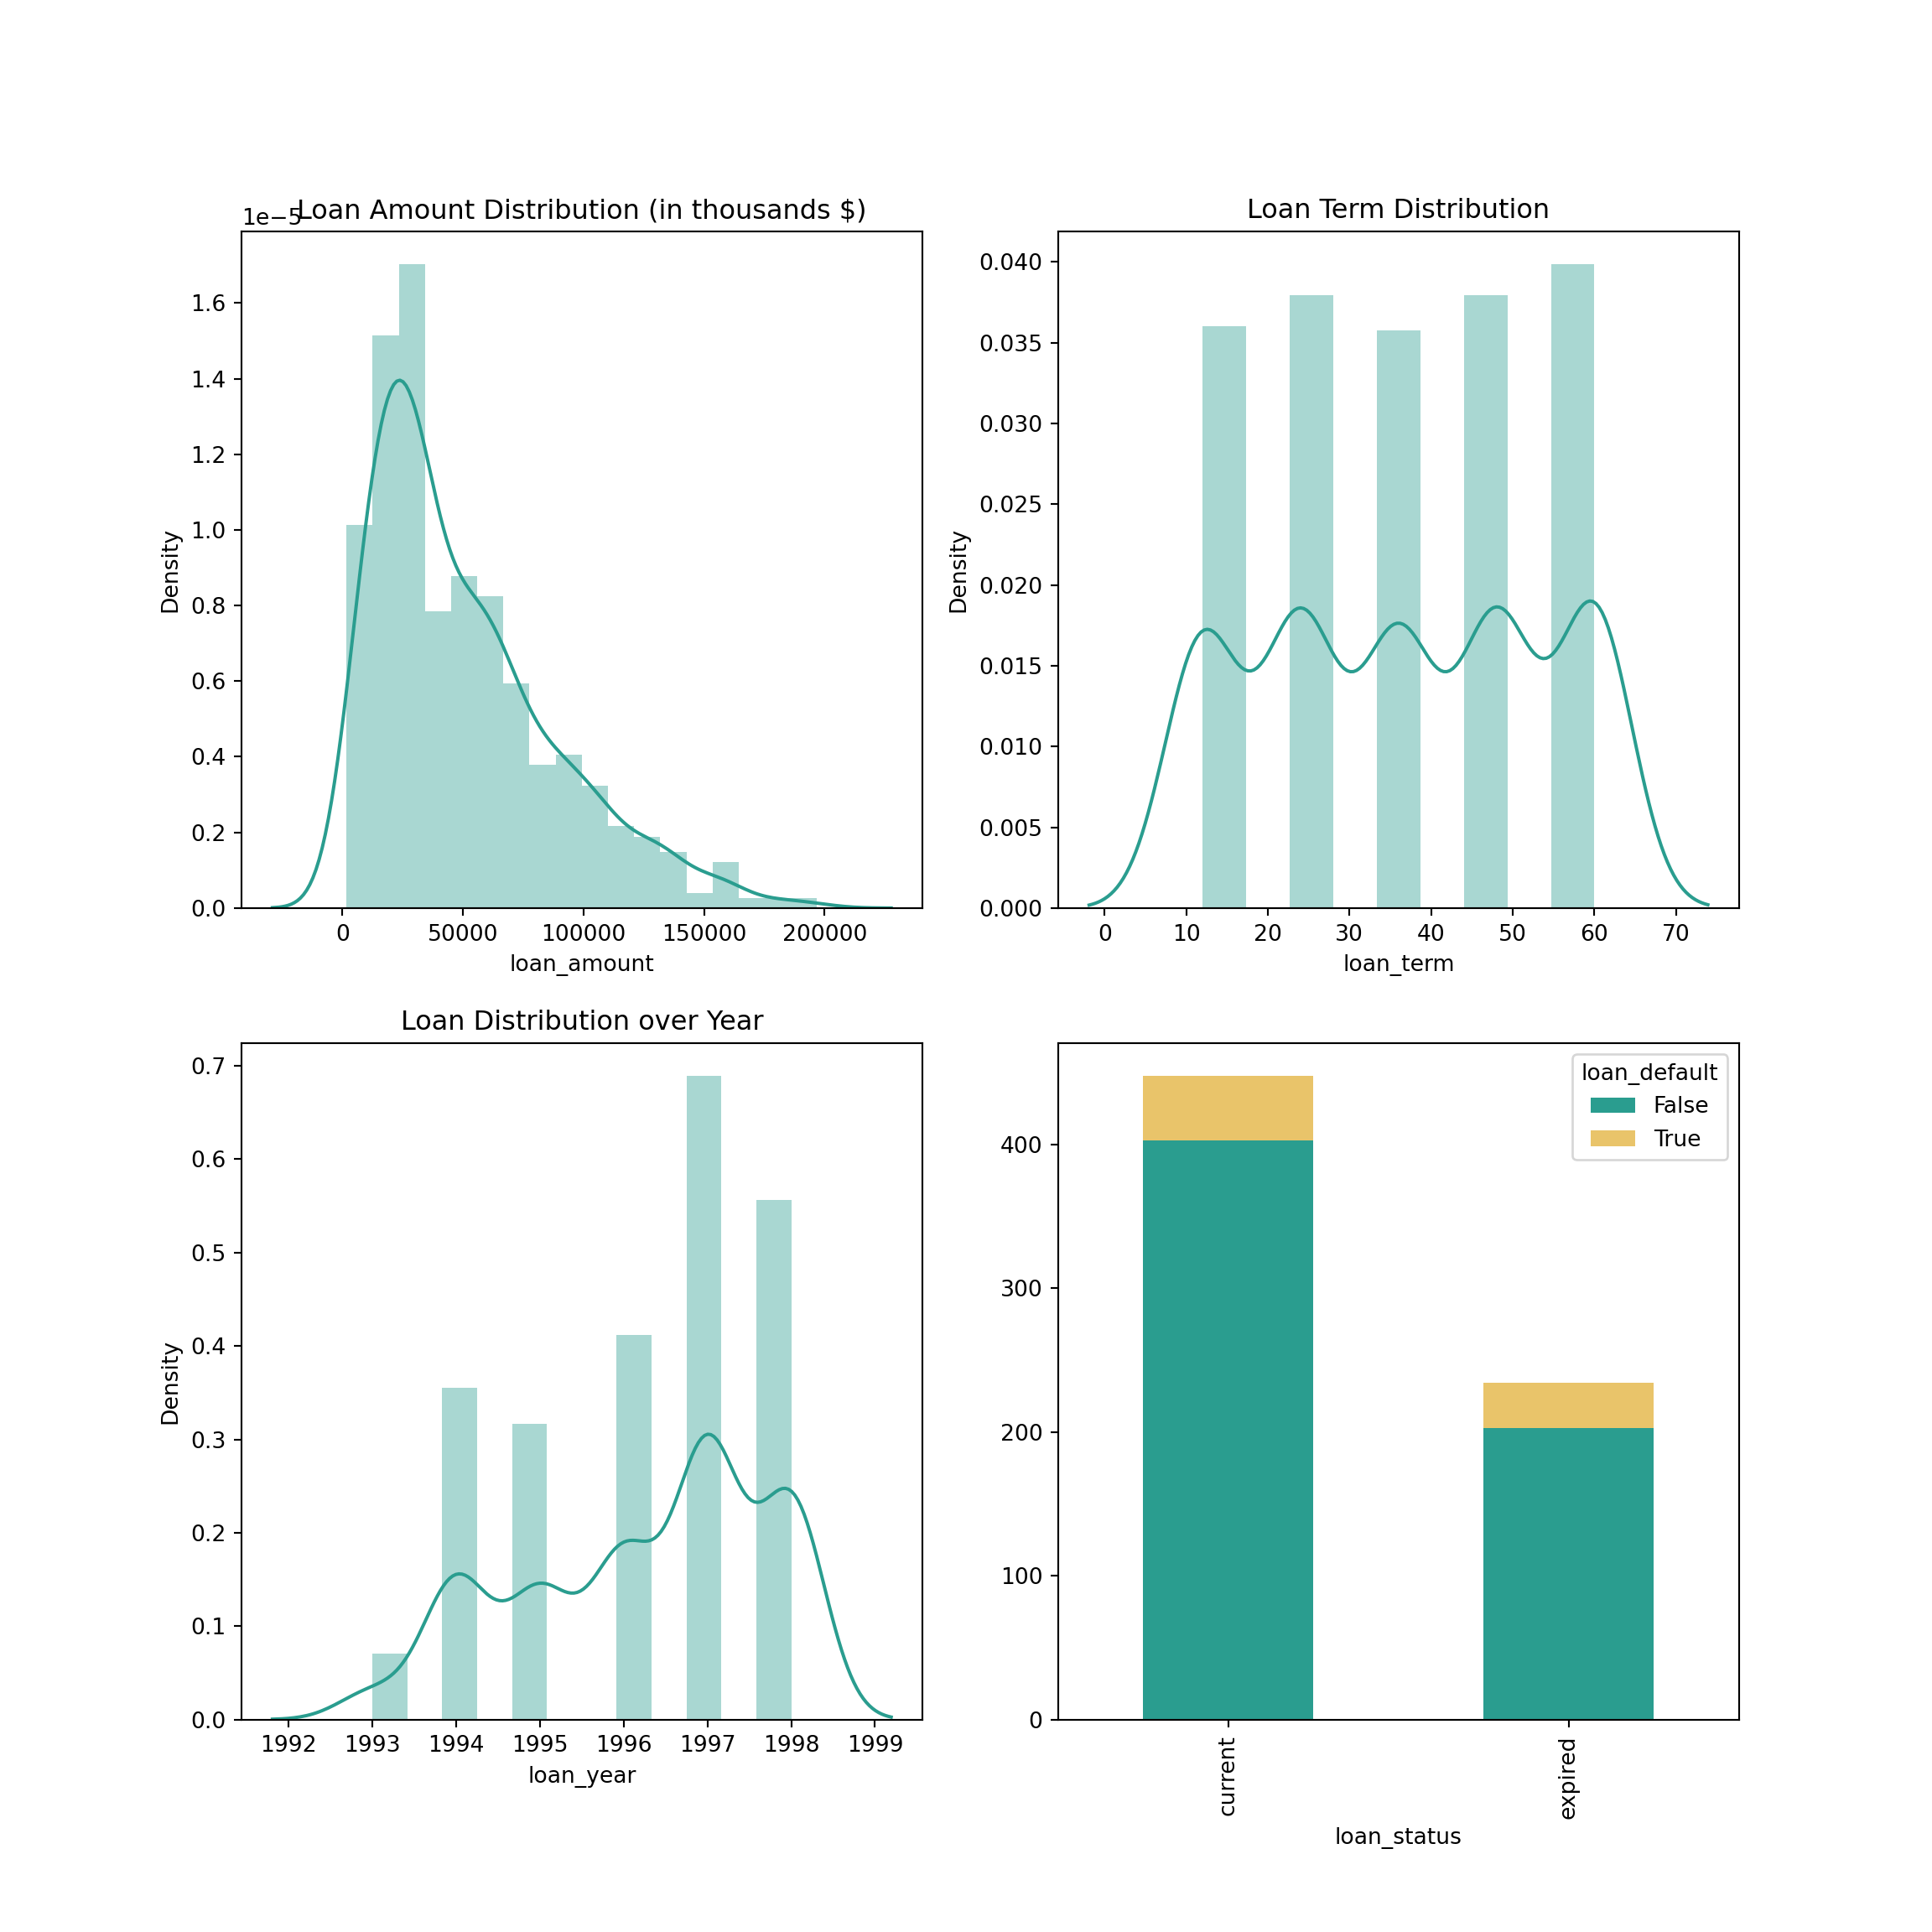 1e−5
Loan Amount Distribution (in thousands $)
Density
1.6
1.4
1.2
1.0
0.8
0.6
0.4
0.2
0.0
0 50000 100000 150000 200000
loan_amount
Loan Term Distribution
Density
0.040
0.035
0.030
0.025
0.020
0.015
0.010
0.005
0.000
0 10 20 30 40 50 60 70
loan_term
Loan Distribution over Year
Density
0.7
0.6
0.5
0.4
0.3
0.2
0.1
0.0
1992 1993 1994 1995 1996 1997 1998 1999
loan_year
loan_default
False
True
400
300
200
100
0
current
expired
loan_status